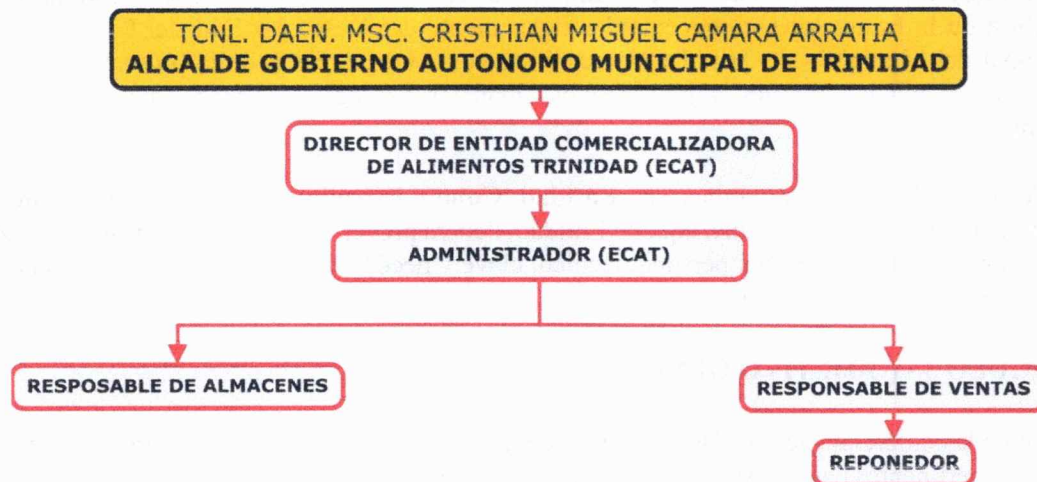 TCNL. DAEN. MSC. CRISTHIAN MIGUEL CAMARA ARRATIA
ALCALDE GOBIERNO AUTONOMO MUNICIPAL DE TRINIDAD
DIRECTOR DE ENTIDAD COMERCIALIZADORA
DE ALIMENTOS TRINIDAD (ECAT)
ADMINISTRADOR (ECAT)
RESPOSABLE DE ALMACENES
RESPONSABLE DE VENTAS
REPONEDOR